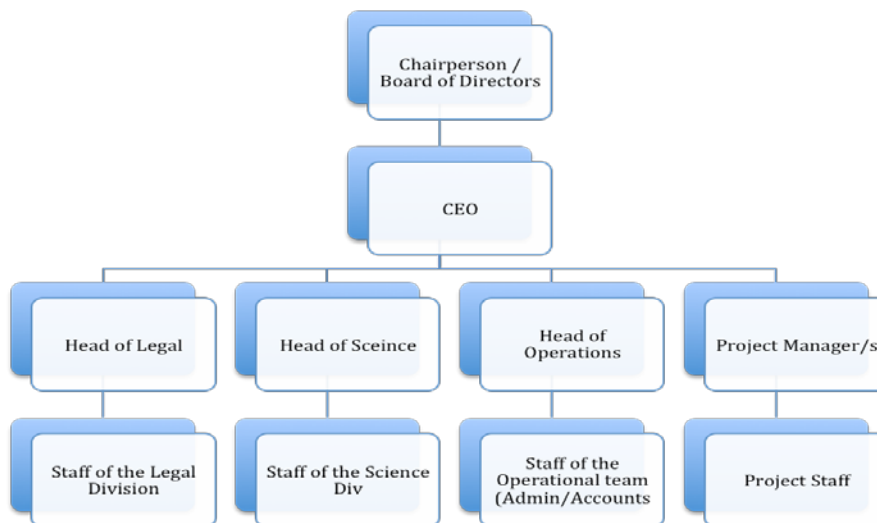 Chairperson /
Board of Directors
CEO
Head of Legal
Head of Sceince
Head of
Operations
Project Manager/s
Staff of the Legal
Division
Staff of the Science
Div
Staff of the
Operational team
(Admin/Accounts
Project Staff